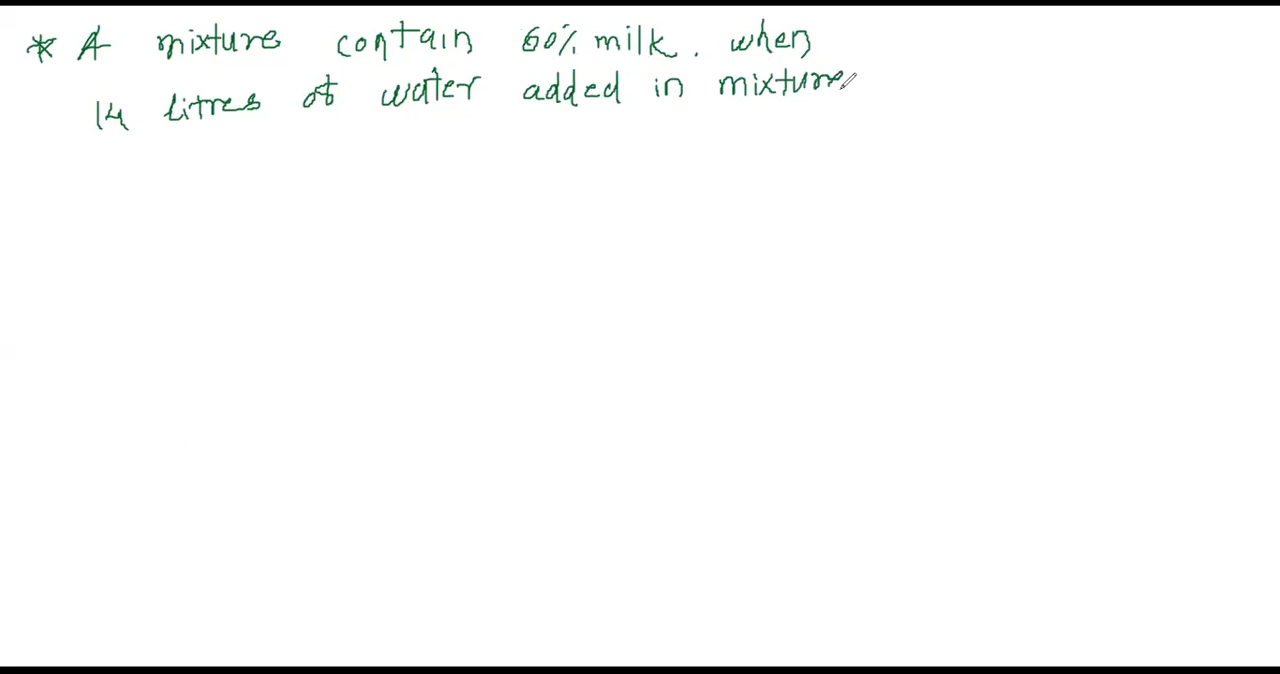 * A mixture contain 60% milk. when
14 litres of water added in mixture